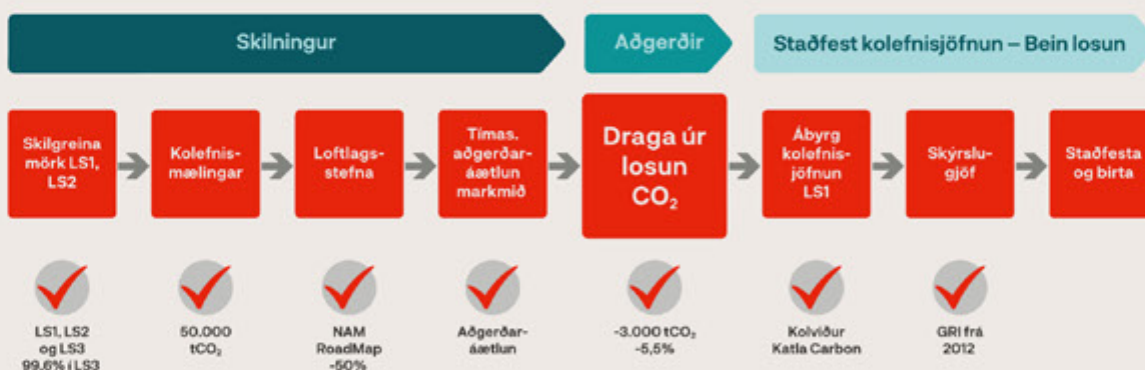 Skilningur
Aðgerðir
Staðfest kolefnisjöfnun – Bein losun
Skilgreina
mörk LS1,
LS2
Kolefnis-
mælingar
Loftlags-
stefna
Tímas.
aðgerðar-
áætlun
markmið
Draga úr
losun
CO₂
Ábyrg
kolefnis-
jöfnun
LS1
Skýrslu-
gjöf
Staðfesta
og birta
LS1, LS2
og LS3
99,6% í LS3
50.000
tCO₂
NAM
RoadMap
-50%
Aðgerðar-
áætlun
-3.000 tCO₂
-5,5%
Kolviður
Katla Carbon
GRI frá
2012